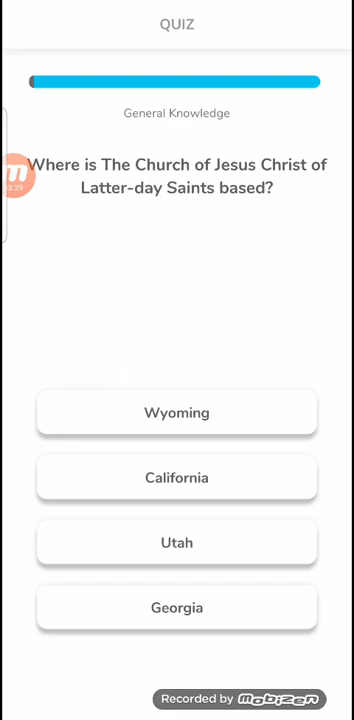 QUIZ
General Knowledge
Where is The Church of Jesus Christ of
Latter-day Saints based?
Wyoming
California
Utah
Georgia
Recorded by mobizen